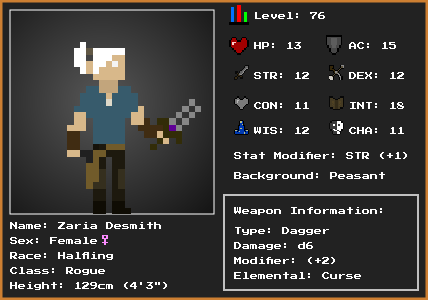 Level: 76
HP: 13 AC: 15
STR: 12 DEX: 12
CON: 11 INT: 18
WIS: 12 CHA: 11
Stat Modifier: STR (+1)
Background: Peasant
Weapon Information:
Type: Dagger
Damage: d6
Modifier: (+2)
Elemental: Curse
Name: Zaria Desmith
Sex: Female♀
Race: Halfling
Class: Rogue
Height: 129cm (4'3")